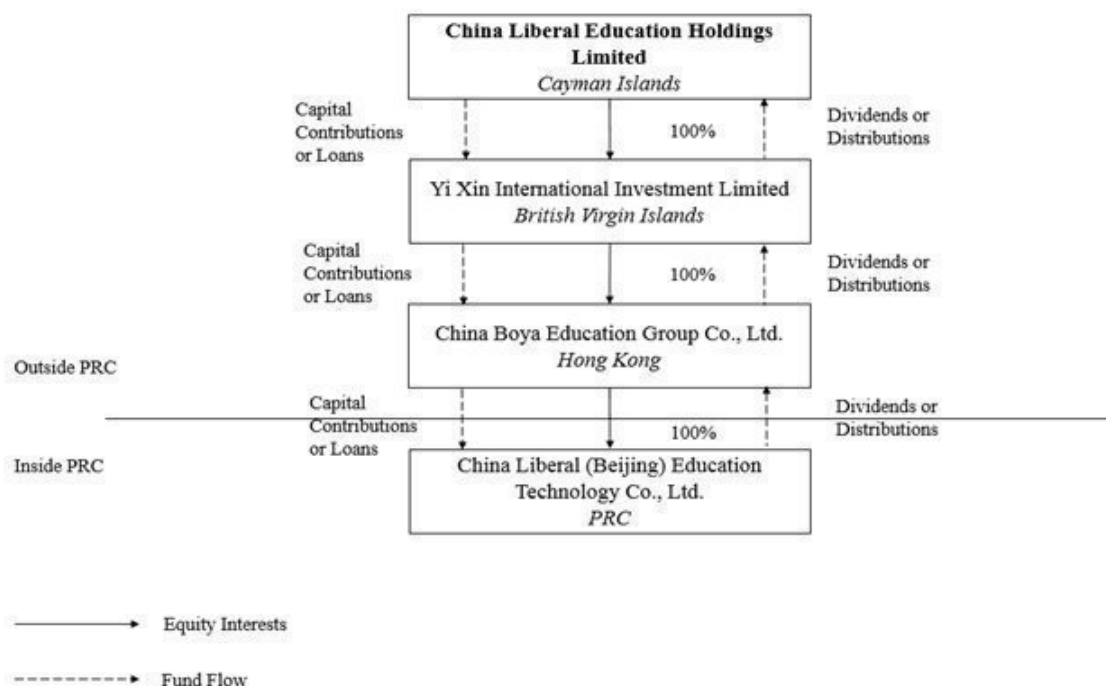 China Liberal Education Holdings
Limited
Cayman Islands
Capital
Contributions
or Loans
100%
Dividends or
Distributions
Yi Xin International Investment Limited
British Virgin Islands
Capital
Contributions
or Loans
100%
Dividends or
Distributions
China Boya Education Group Co., Ltd.
Hong Kong
Outside PRC
Capital
Contributions
or Loans
100%
Dividends or
Distributions
Inside PRC
China Liberal (Beijing) Education
Technology Co., Ltd.
PRC
Equity Interests
Fund Flow